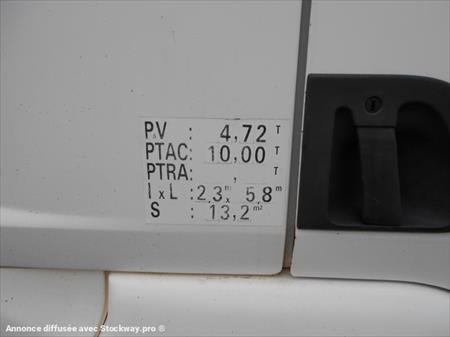 P.V : 4,72 T
PTAC : 10,00 T
PTRA : , T
l x L : 2,3 m x 5,8 m
S : 13,2 m²
Annonce diffusée avec Stockway.pro ®